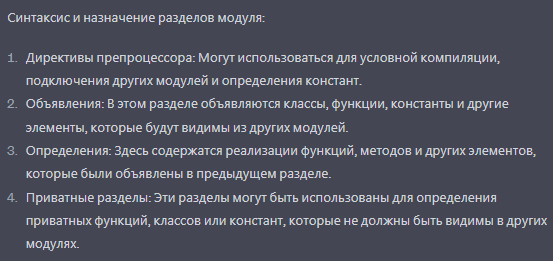 Синтаксис и назначение разделов модуля:
1. Директивы препроцессора: Могут использоваться для условной компиляции,
подключения других модулей и определения констант.
2. Объявления: В этом разделе объявляются классы, функции, константы и другие
элементы, которые будут видимы из других модулей.
3. Определения: Здесь содержатся реализации функций, методов и других элементов,
которые были объявлены в предыдущем разделе.
4. Приватные разделы: Эти разделы могут быть использованы для определения
приватных функций, классов или констант, которые не должны быть видимы в других
модулях.